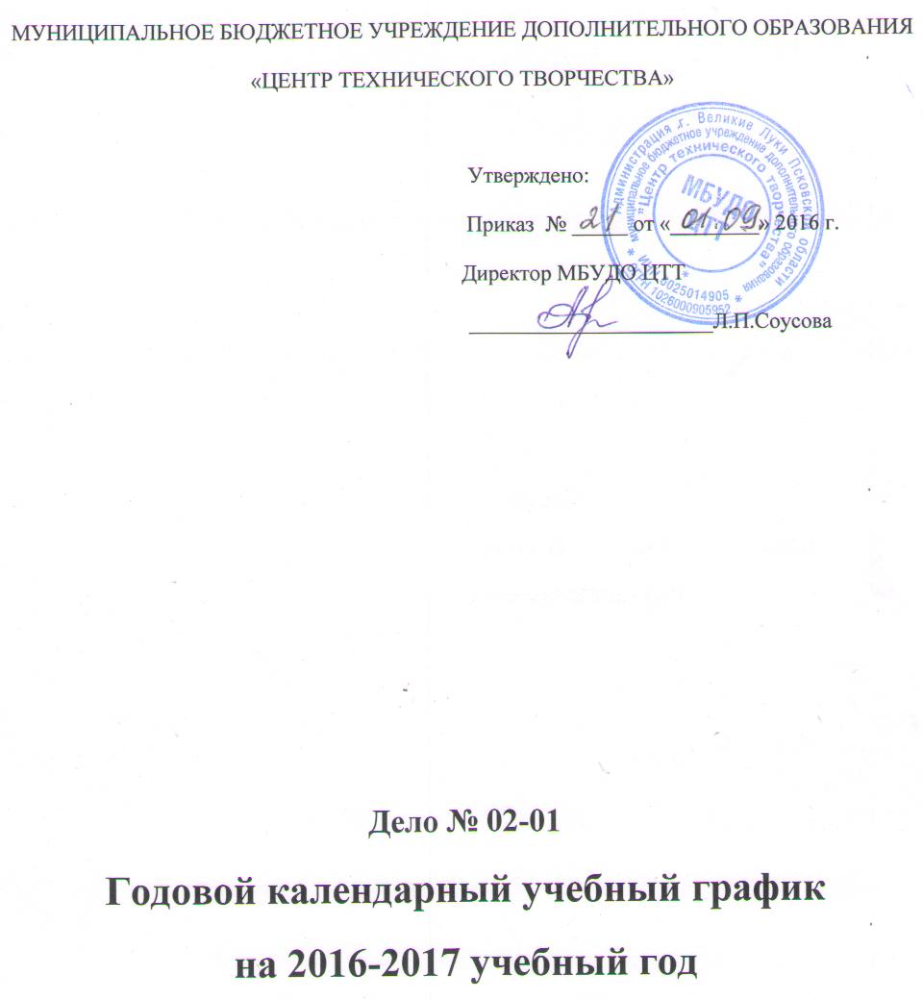 МУНИЦИПАЛЬНОЕ БЮДЖЕТНОЕ УЧРЕЖДЕНИЕ ДОПОЛНИТЕЛЬНОГО ОБРАЗОВАНИЯ
«ЦЕНТР ТЕХНИЧЕСКОГО ТВОРЧЕСТВА»
Утверждено:
Приказ № 21 от «01.09» 2016 г.
Директор МБУДО ЦТТ
Л.П.Соусова
Администрация г. Великие Луки Псковской области
муниципальное бюджетное учреждение дополнительного образования
"Центр технического творчества"
МБУДО
ЦТТ
ИНН 6025014905
ОГРН 1026000905952
Дело № 02-01
Годовой календарный учебный график
на 2016-2017 учебный год